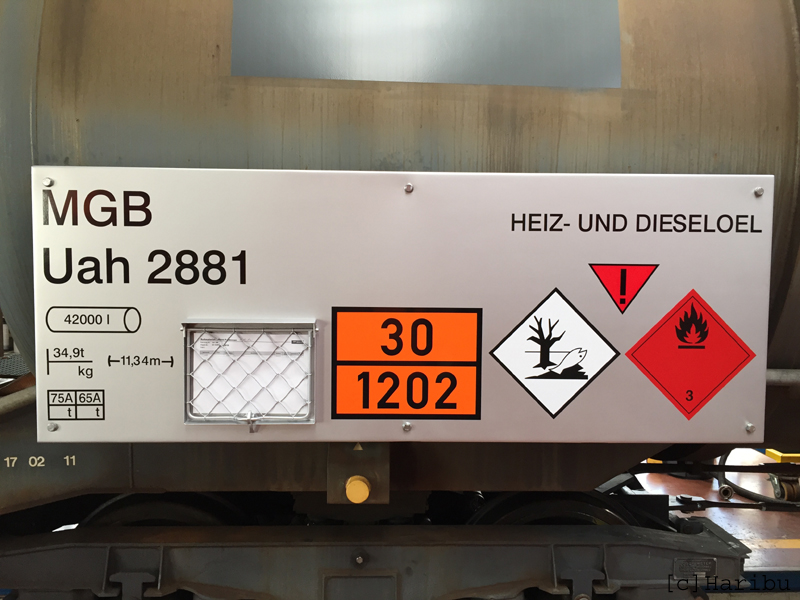 MGB
Uah 2881
HEIZ- UND DIESELOEL
42000 l
34,9t
kg
11,34m
75A 65A
t t
30
1202
!
3
17 02 11
[c]Haribu